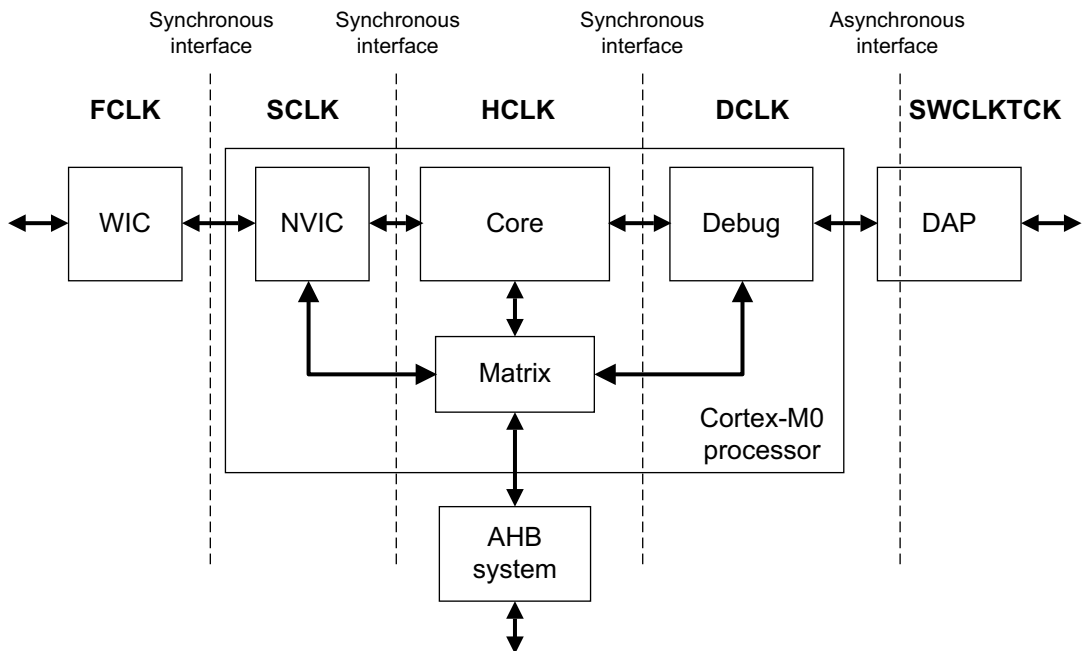 Synchronous
interface
Synchronous
interface
Synchronous
interface
Asynchronous
interface
FCLK
SCLK
HCLK
DCLK
SWCLKTCK
WIC
NVIC
Core
Debug
DAP
Matrix
Cortex-M0
processor
AHB
system